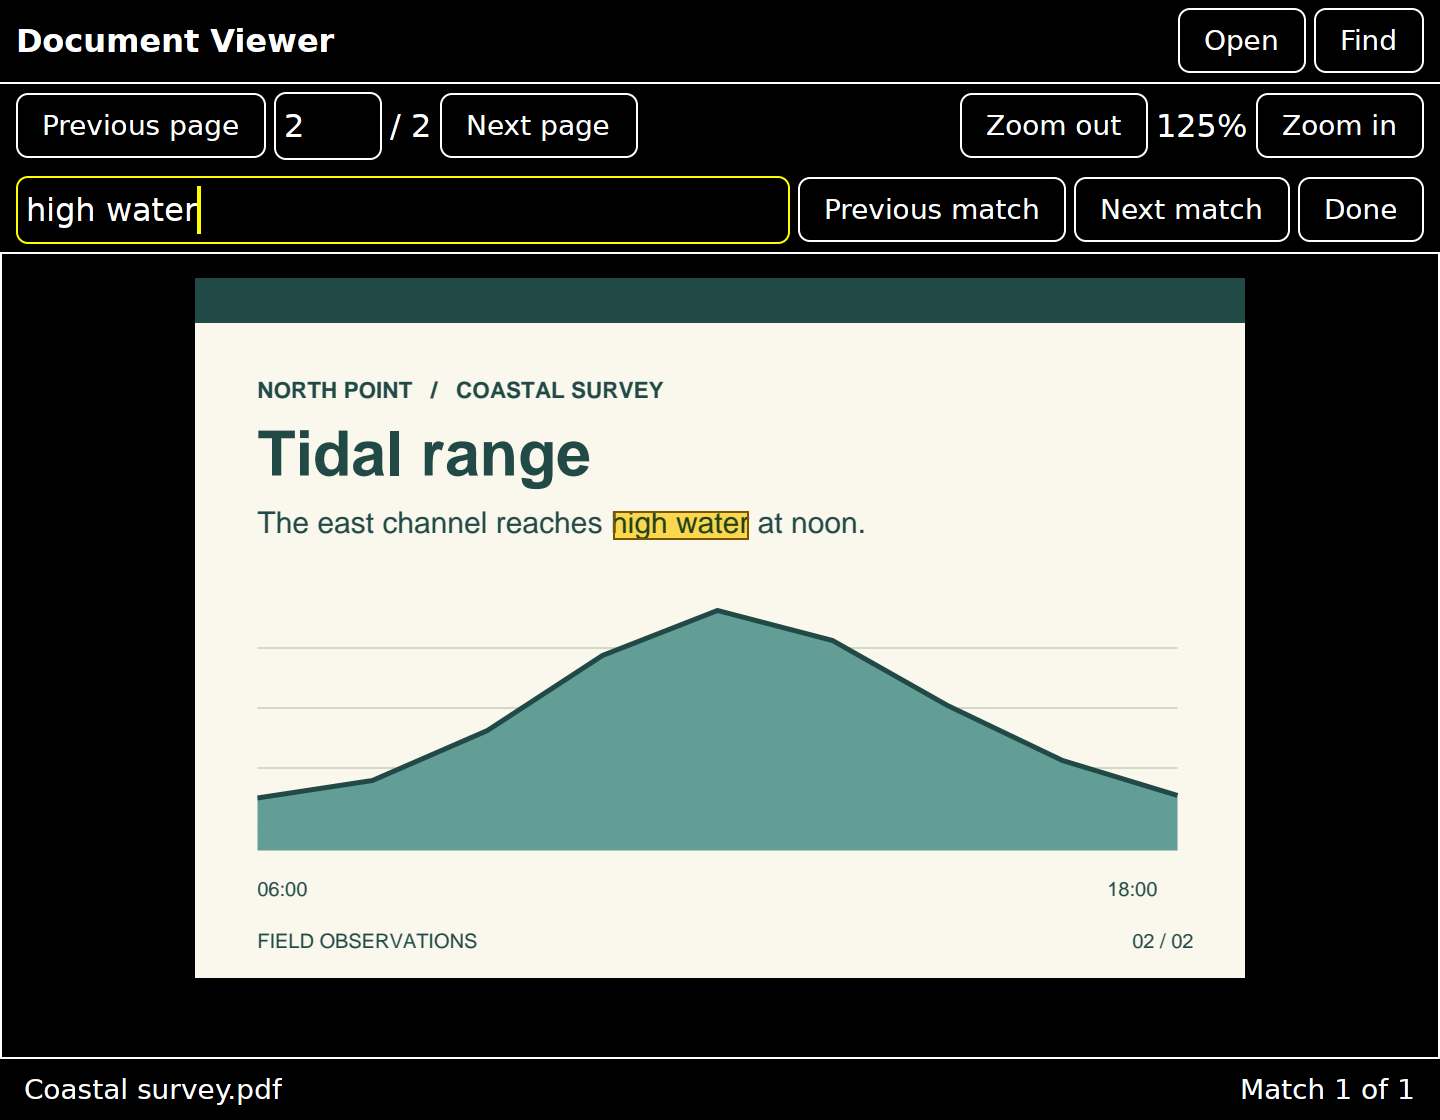 Document Viewer
Open
Find
Previous page
2
/ 2
Next page
Zoom out
125%
Zoom in
high water
Previous match
Next match
Done
NORTH POINT / COASTAL SURVEY
Tidal range
The east channel reaches high water at noon.
06:00
18:00
FIELD OBSERVATIONS
02 / 02
Coastal survey.pdf
Match 1 of 1